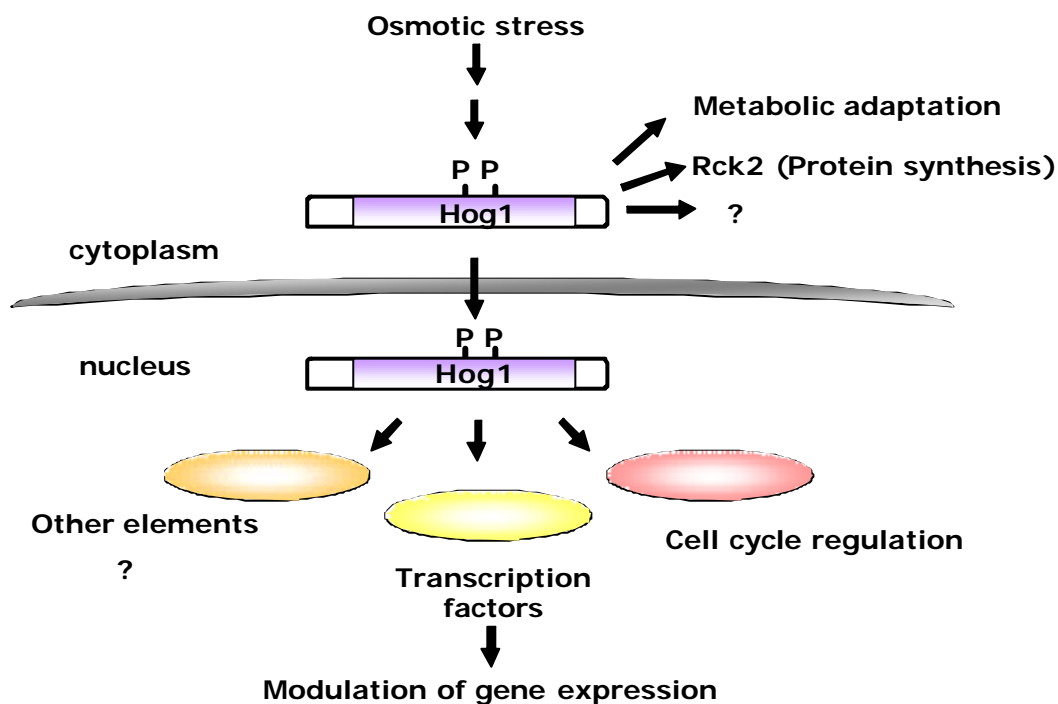 Osmotic stress
Metabolic adaptation
P P
Rck2 (Protein synthesis)
Hog1
?
cytoplasm
P P
nucleus
Hog1
Other elements
?
Cell cycle regulation
Transcription
factors
Modulation of gene expression